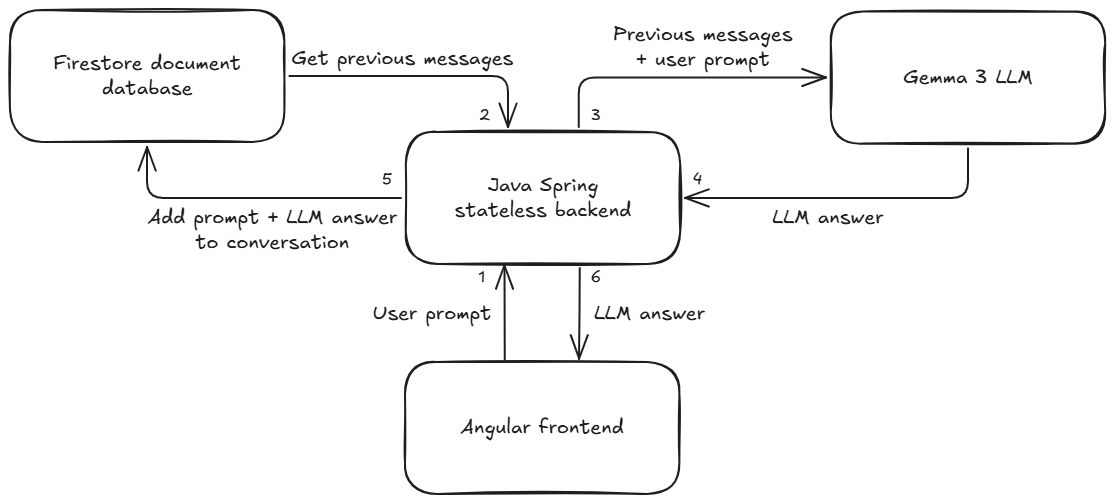 Firestore document
database
Get previous messages
2
Previous messages
+ user prompt
3
Gemma 3 LLM
5
Add prompt + LLM answer
to conversation
Java Spring
stateless backend
4
LLM answer
1
User prompt
6
LLM answer
Angular frontend